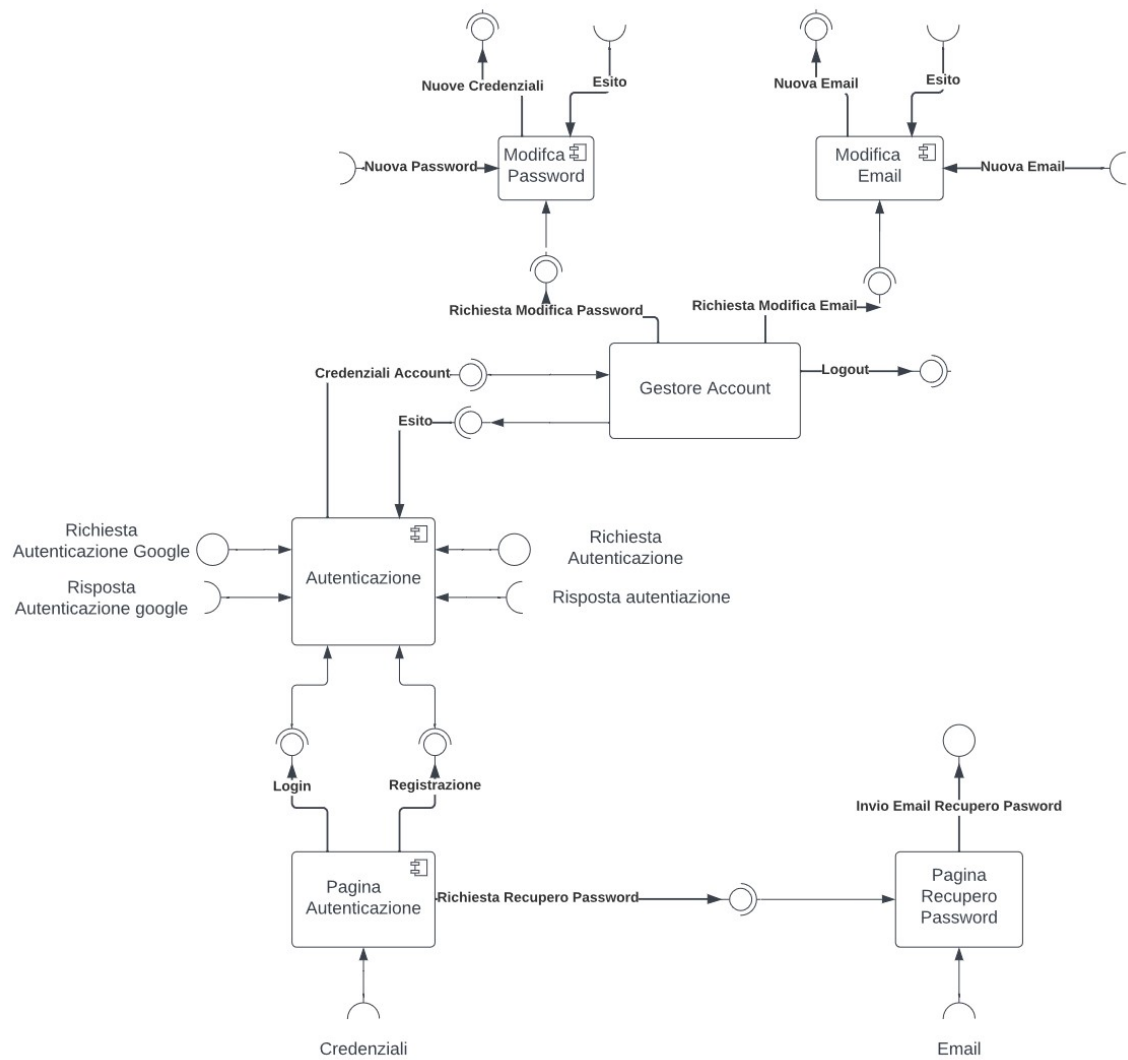 Nuove Credenziali
Esito
Nuova Email
Esito
Modifca
Password
Modifica
Email
Nuova Password
Nuova Email
Richiesta Modifica Password
Richiesta Modifica Email
Credenziali Account
Gestore Account
Logout
Esito
Richiesta
Autenticazione Google
Richiesta
Autenticazione
Autenticazione
Risposta
Autenticazione google
Risposta autentiazione
Login
Registrazione
Invio Email Recupero Pasword
Pagina
Autenticazione
Richiesta Recupero Password
Pagina
Recupero
Password
Credenziali
Email